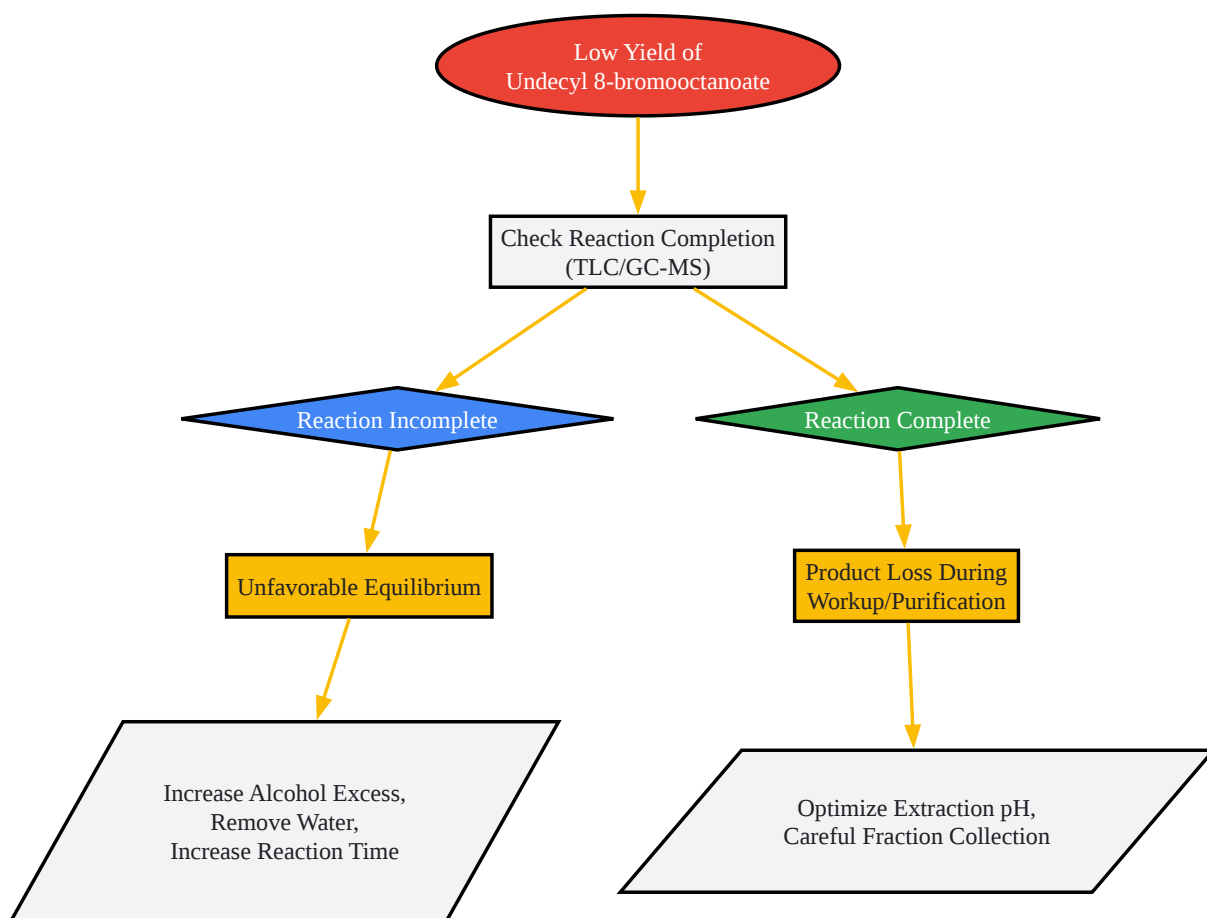 Low Yield of
Undecyl 8-bromooctanoate
Check Reaction Completion
(TLC/GC-MS)
Reaction Incomplete
Reaction Complete
Unfavorable Equilibrium
Product Loss During
Workup/Purification
Increase Alcohol Excess,
Remove Water,
Increase Reaction Time
Optimize Extraction pH,
Careful Fraction Collection